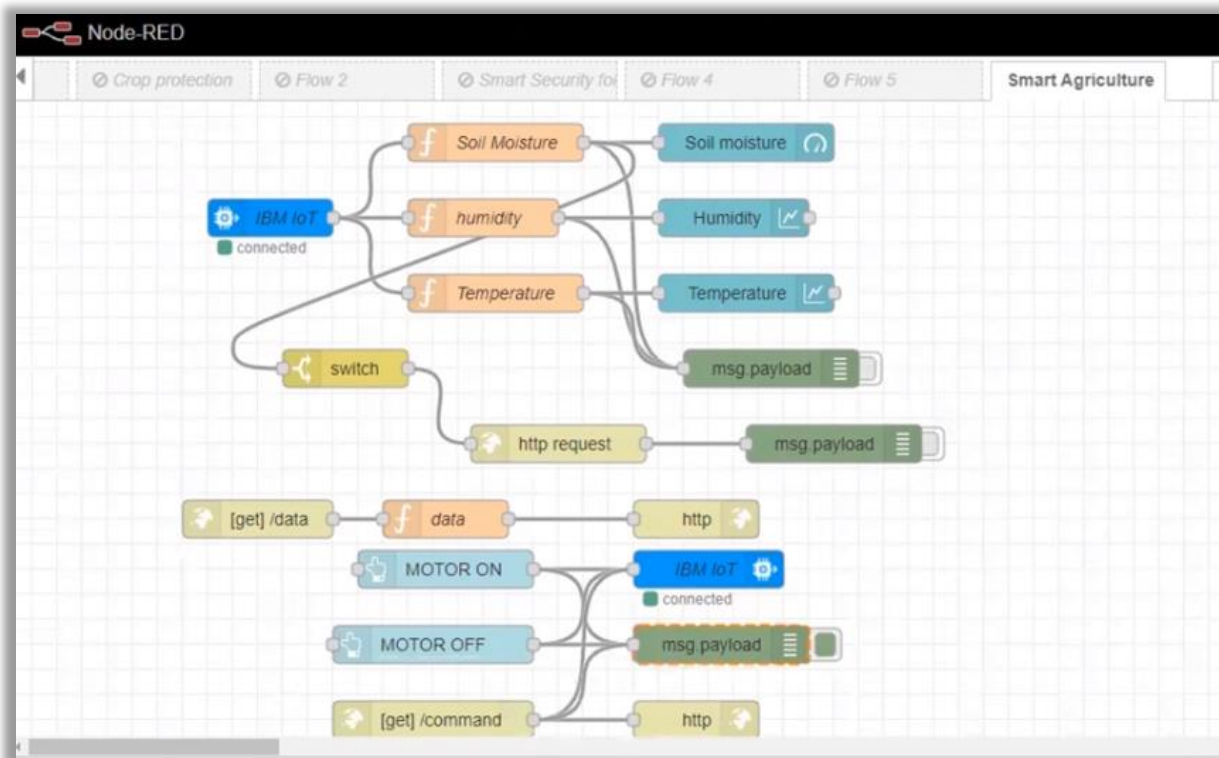 Node-RED
Crop protection
Flow 2
Smart Security for
Flow 4
Flow 5
Smart Agriculture
Soil Moisture
Soil moisture
IBM IoT
humidity
Humidity
connected
Temperature
Temperature
switch
msg.payload
http request
msg.payload
[get] /data
data
http
MOTOR ON
IBM IoT
connected
MOTOR OFF
msg.payload
[get] /command
http